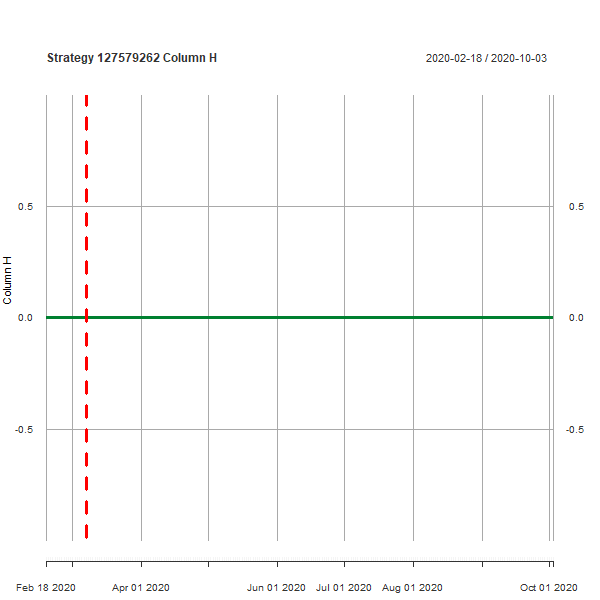 Strategy 127579262 Column H
2020-02-18 / 2020-10-03
0.5
0.5
Column H
0.0
0.0
-0.5
-0.5
Feb 18 2020
Apr 01 2020
Jun 01 2020
Jul 01 2020
Aug 01 2020
Oct 01 2020